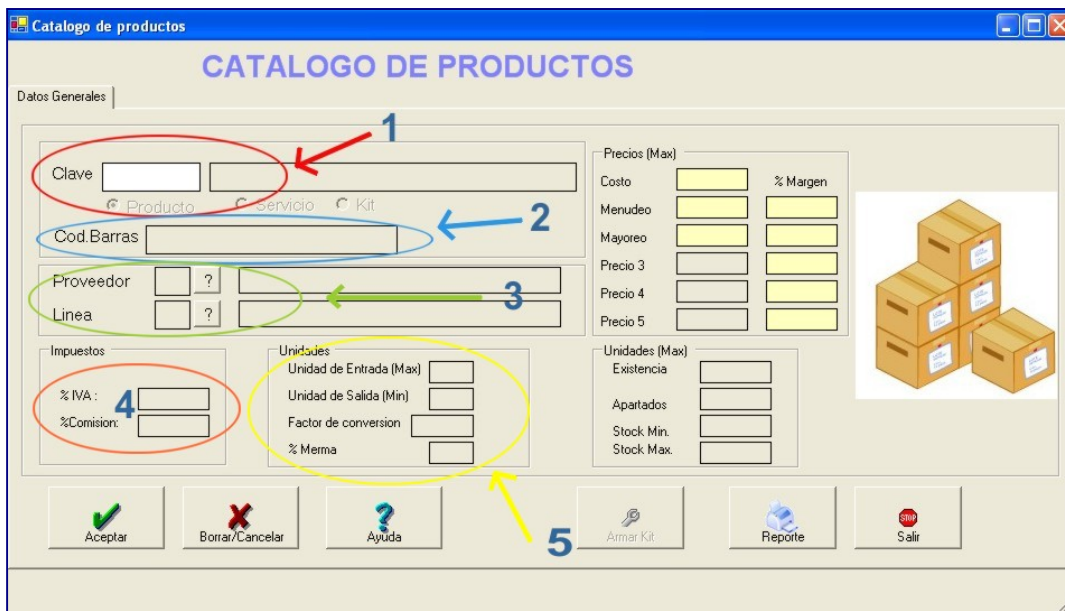 Catalogo de productos
CATALOGO DE PRODUCTOS
Datos Generales
1
Clave
Producto Servicio Kit
2
Cod.Barras
3
Proveedor ?
Linea ?
Precios (Max)
Costo % Margen
Menudeo
Mayoreo
Precio 3
Precio 4
Precio 5
Impuestos
4
% IVA :
%Comision:
Unidades
Unidad de Entrada (Max)
Unidad de Salida (Min)
Factor de conversion
% Merma
5
Unidades (Max)
Existencia
Apartados
Stock Min.
Stock Max.
Aceptar
Borrar/Cancelar
Ayuda
Armar Kit
Reporte
STOP
Salir